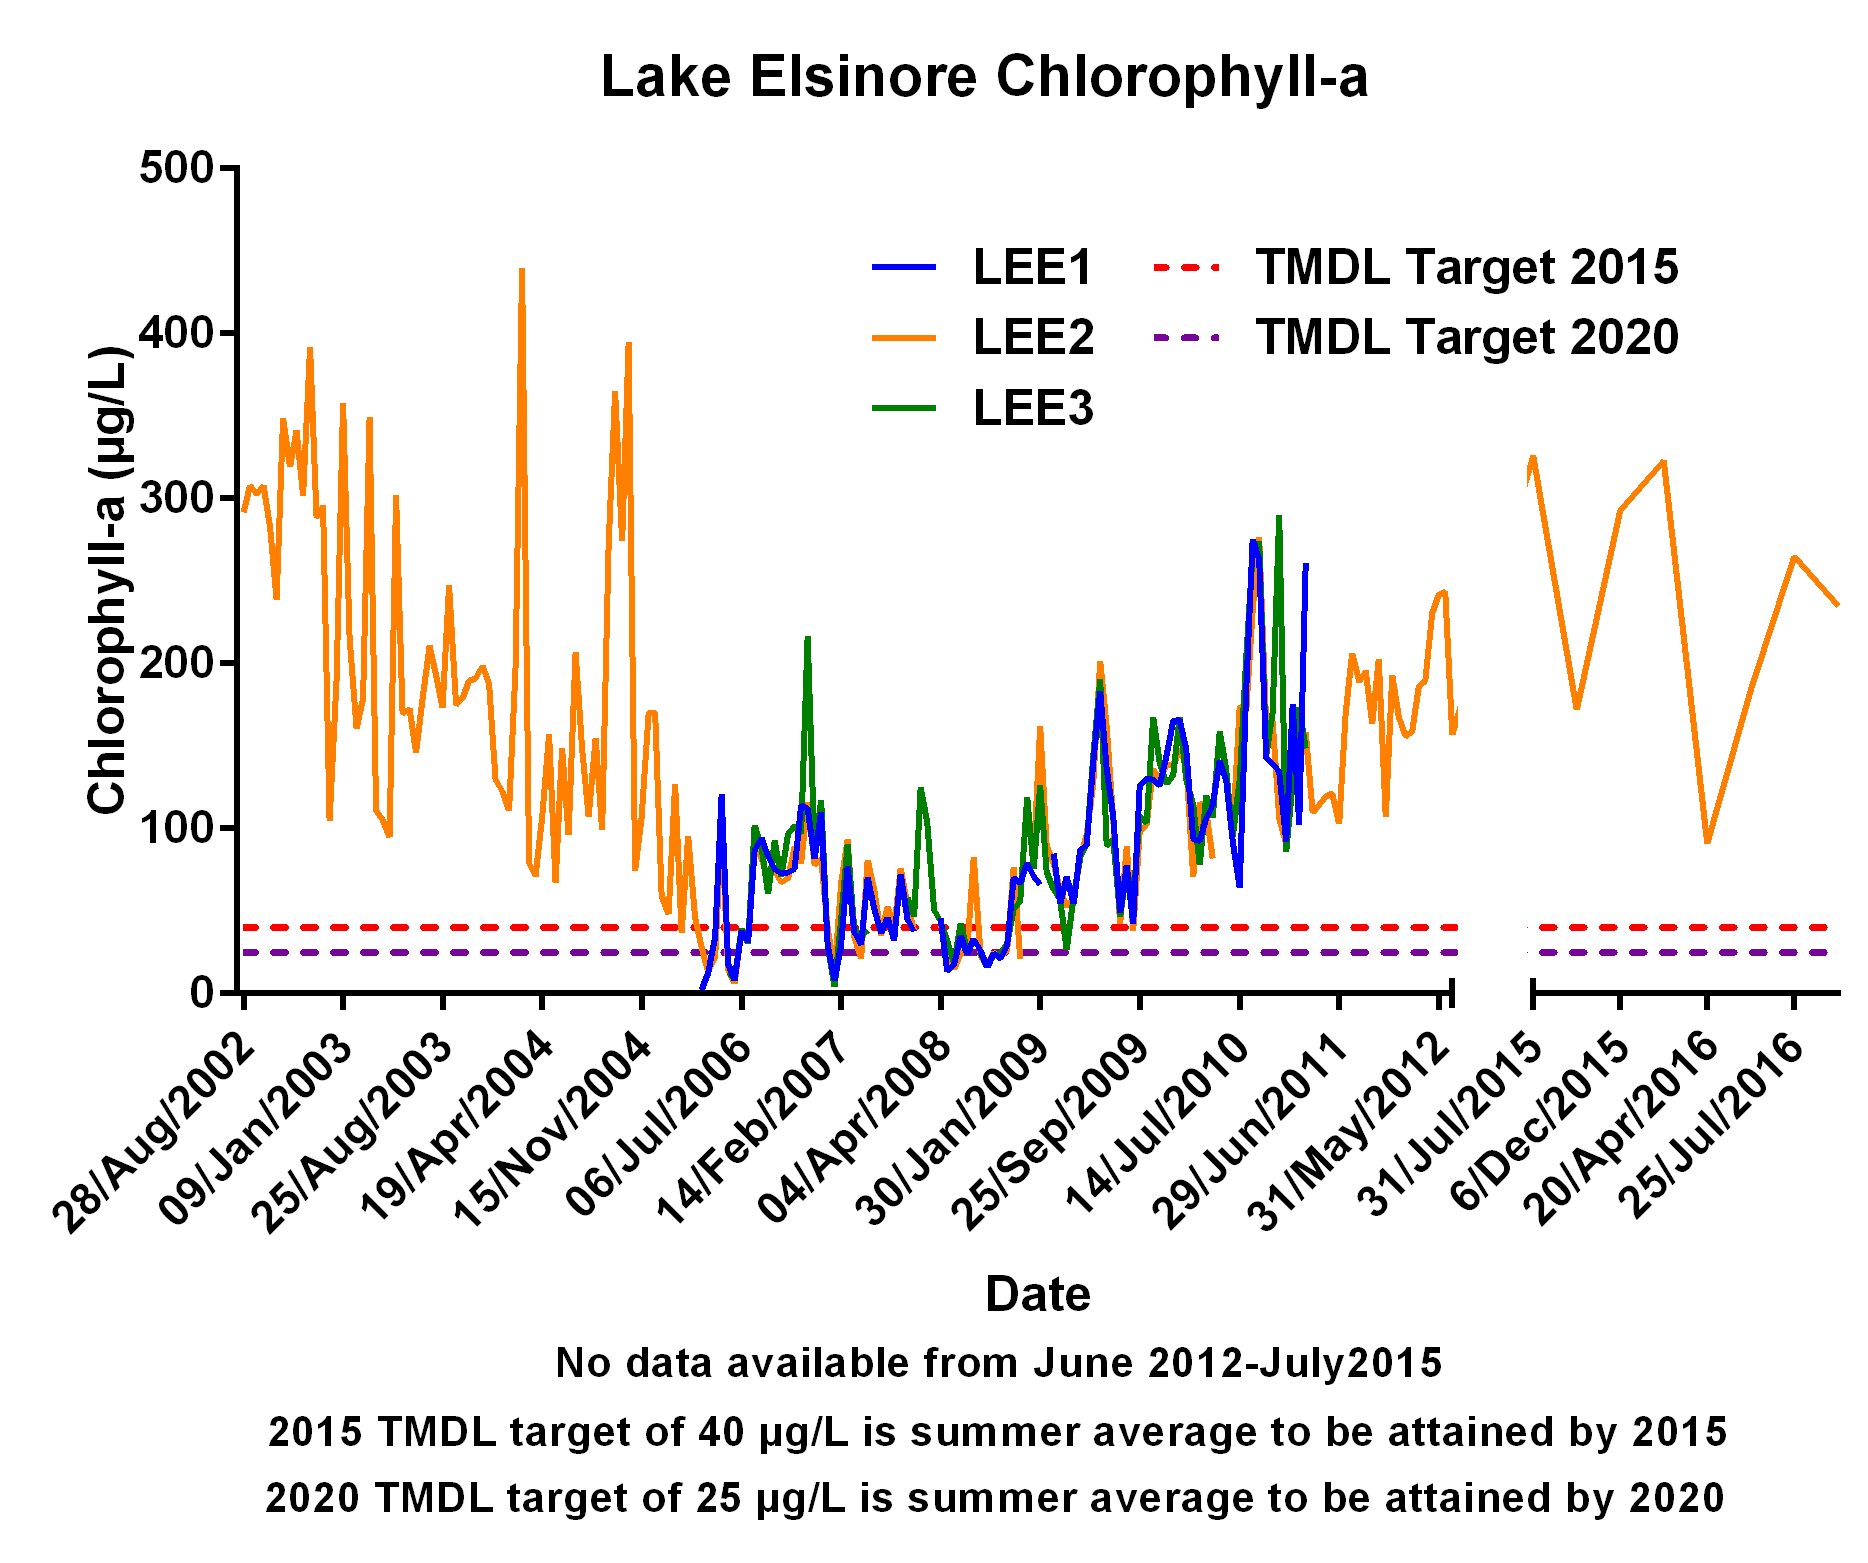 Lake Elsinore Chlorophyll-a
500
400
300
200
100
0
Chlorophyll-a (µg/L)
LEE1
LEE2
LEE3
TMDL Target 2015
TMDL Target 2020
28/Aug/2002
09/Jan/2003
25/Aug/2003
19/Apr/2004
15/Nov/2004
06/Jul/2006
14/Feb/2007
04/Apr/2008
30/Jan/2009
25/Sep/2009
14/Jul/2010
29/Jun/2011
31/May/2012
31/Jul/2015
6/Dec/2015
20/Apr/2016
25/Jul/2016
Date
No data available from June 2012-July2015
2015 TMDL target of 40 µg/L is summer average to be attained by 2015
2020 TMDL target of 25 µg/L is summer average to be attained by 2020